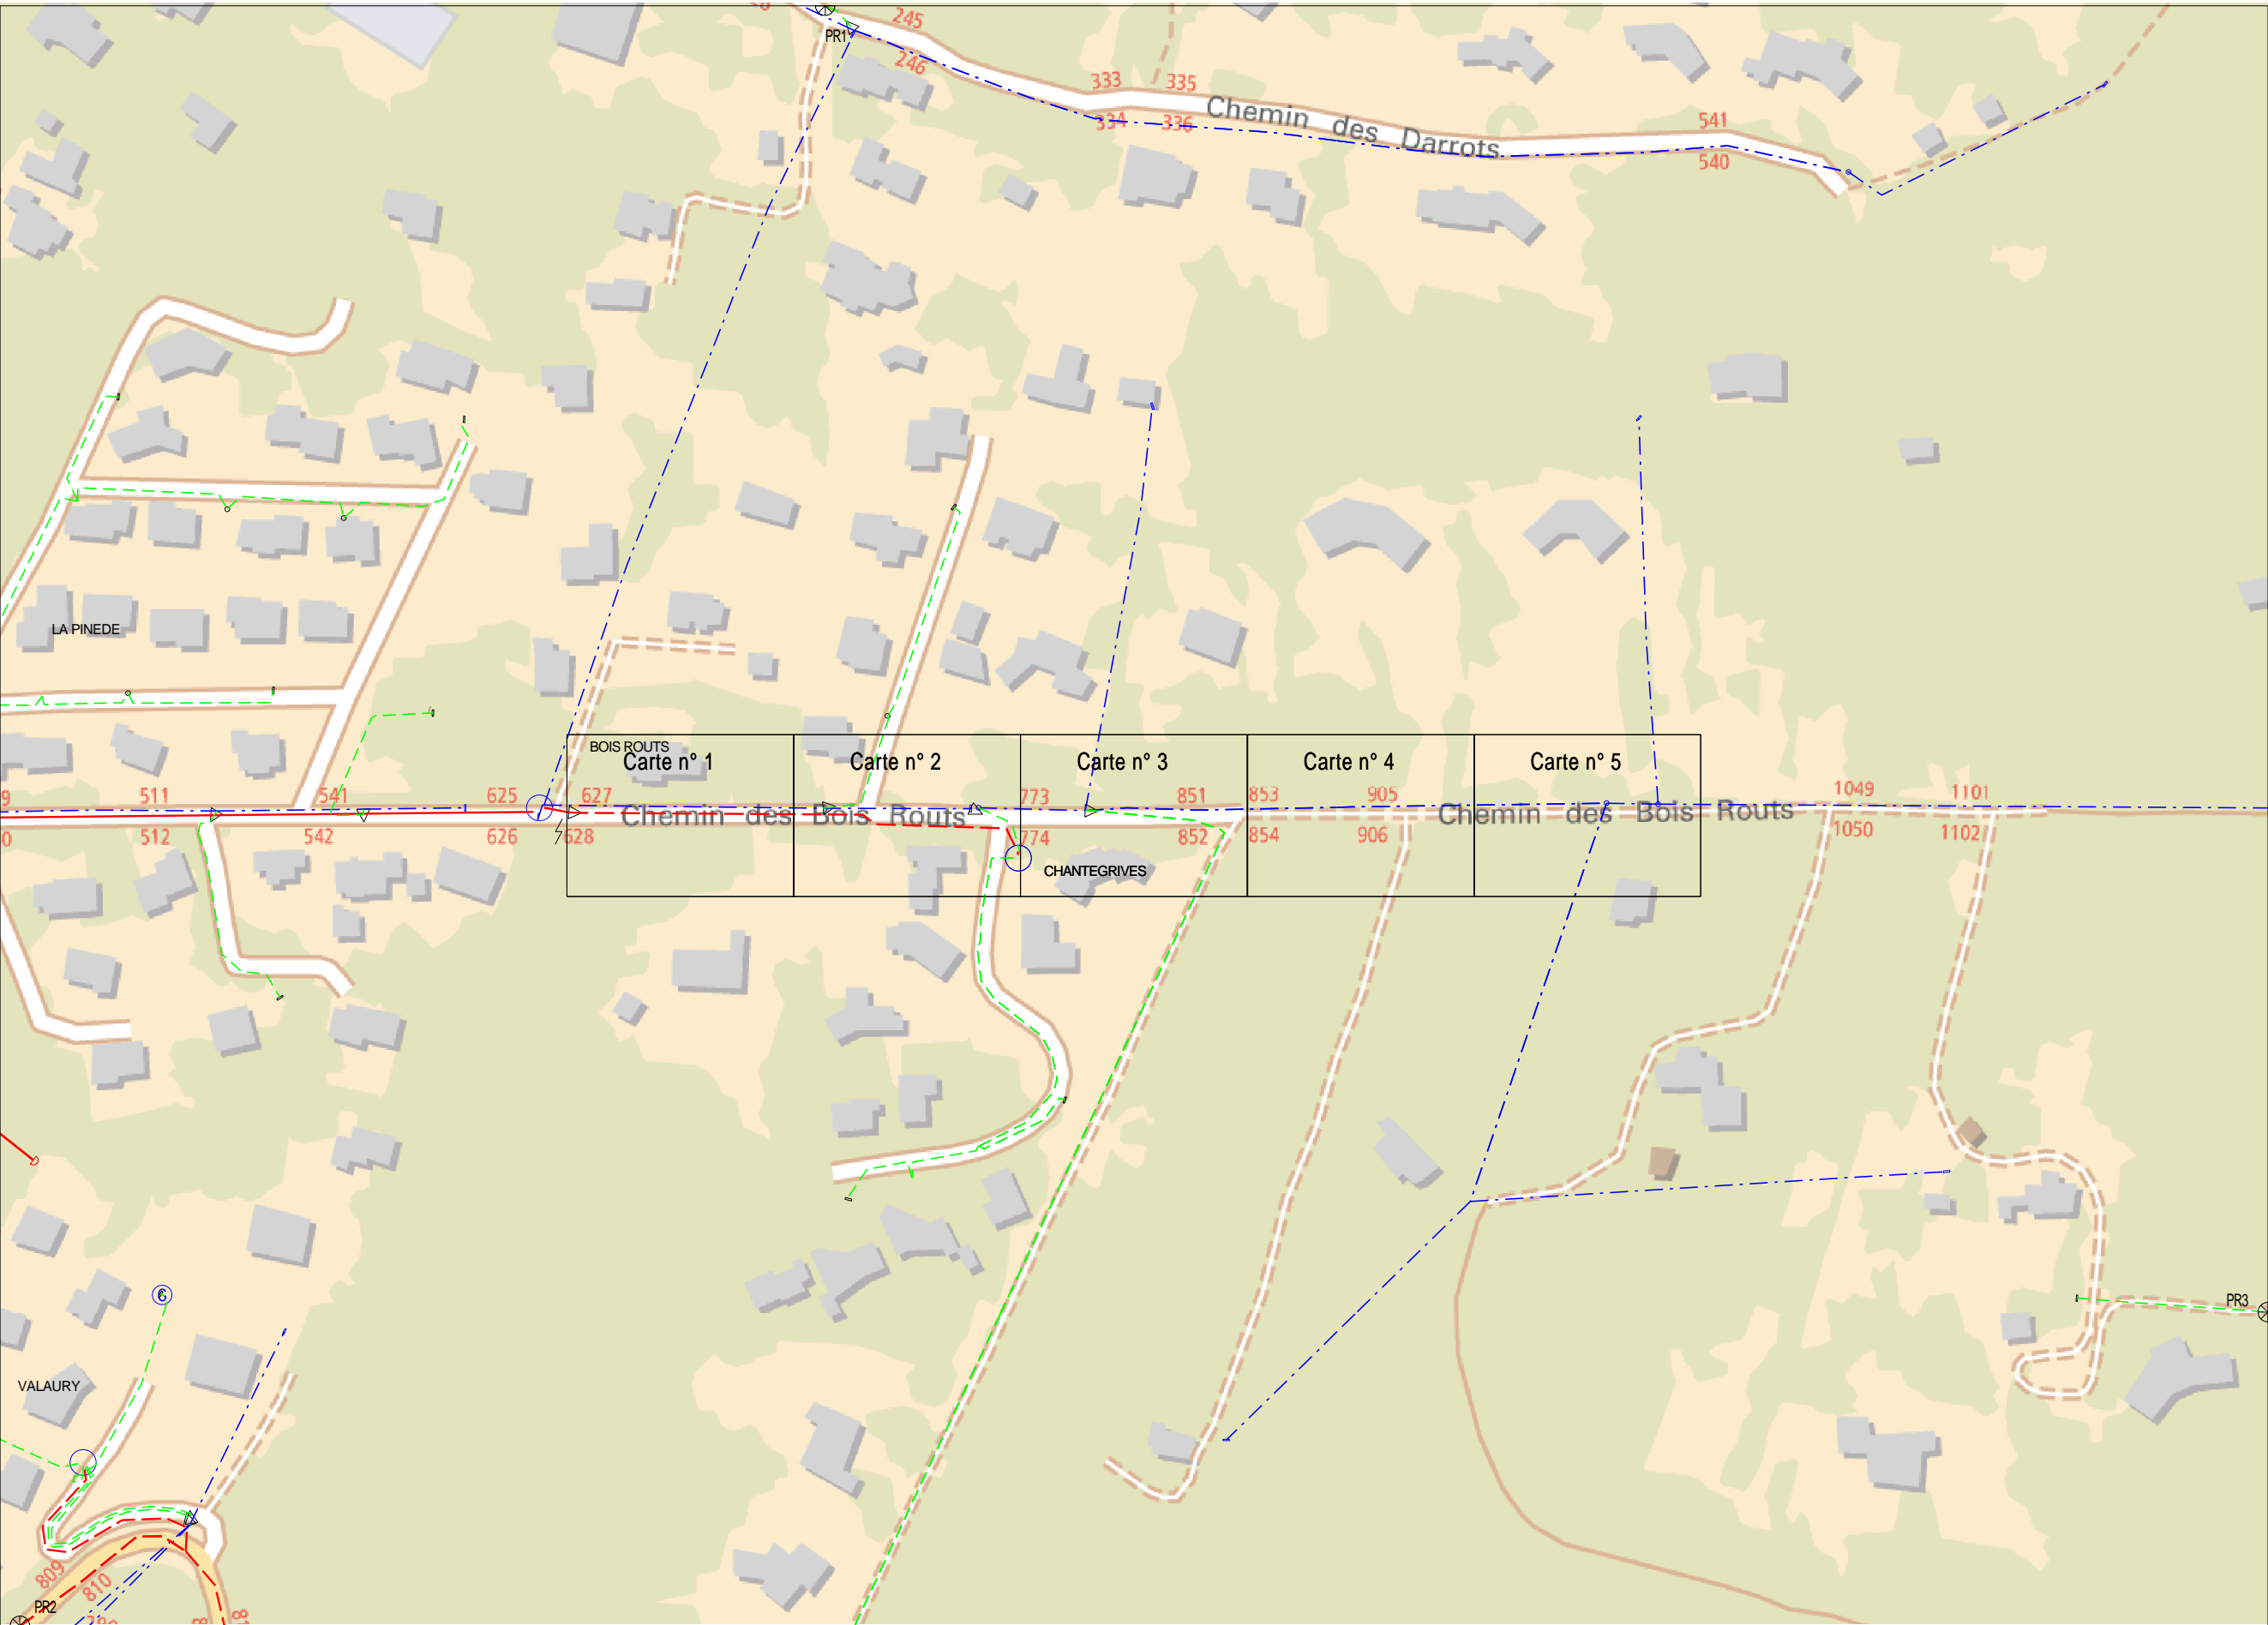 245
PR1
246
333 335
334 336
Chemin des Darrots
541
540
LA PINEDE
BOIS ROUTS
Carte n° 1
Carte n° 2
Carte n° 3
Carte n° 4
Carte n° 5
9 511 541 625 627
773 851 853 905
1049 1101
Chemin des Bois Routs
Chemin des Bois Routs
0 512 542 626 628
774 852 854 906
1050 1102
CHANTEGRIVES
PR3
VALAURY
809
810
PR2